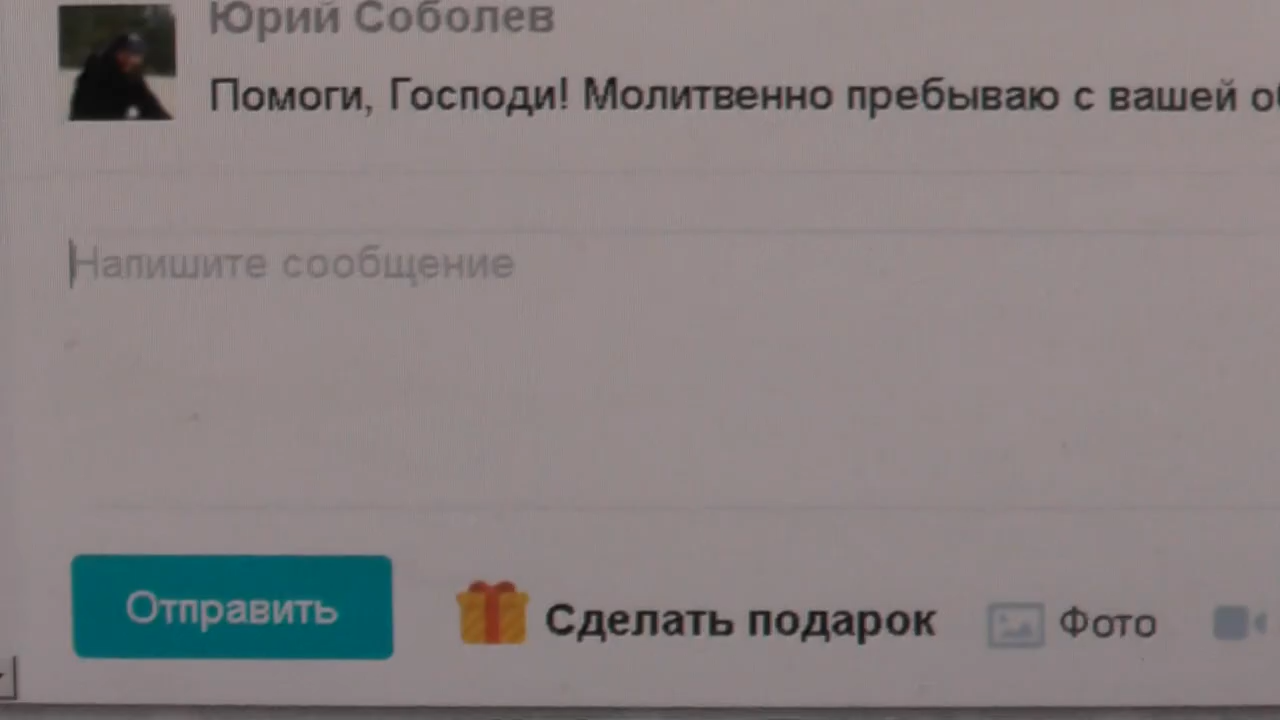 Юрий Соболев
Помоги, Господи! Молитвенно пребываю с вашей
Напишите сообщение
Отправить
Сделать подарок
Фото